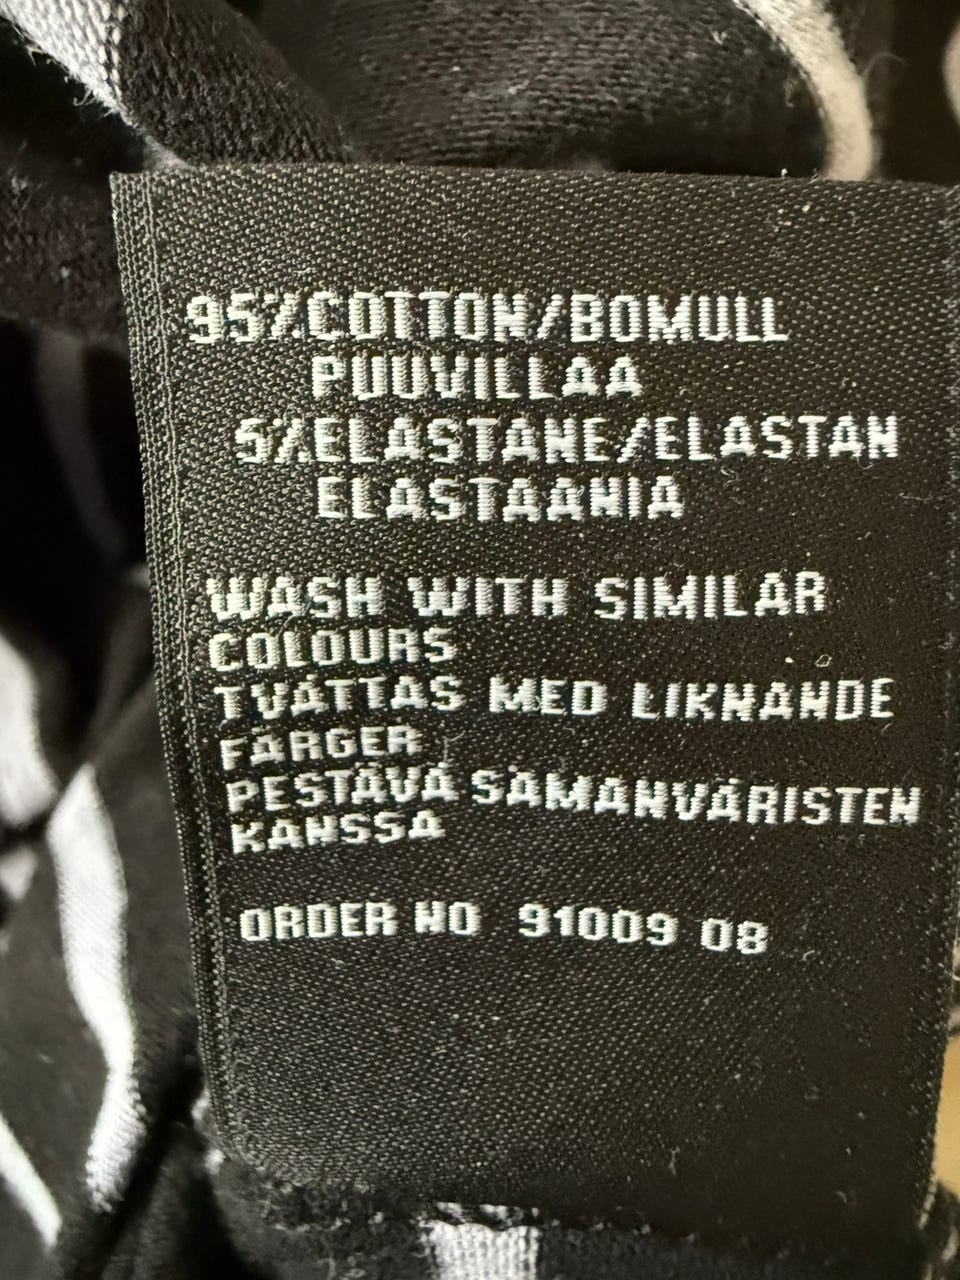 95%COTTON/BOMULL
PUUVILLAA
5%ELASTANE/ELASTAN
ELASTAANIA
WASH WITH SIMILAR
COLOURS
TVÄTTAS MED LIKNANDE
FÄRGER
PESTÄVÄ SAMANVÄRISTEN
KANSSA
ORDER NO 91009 08